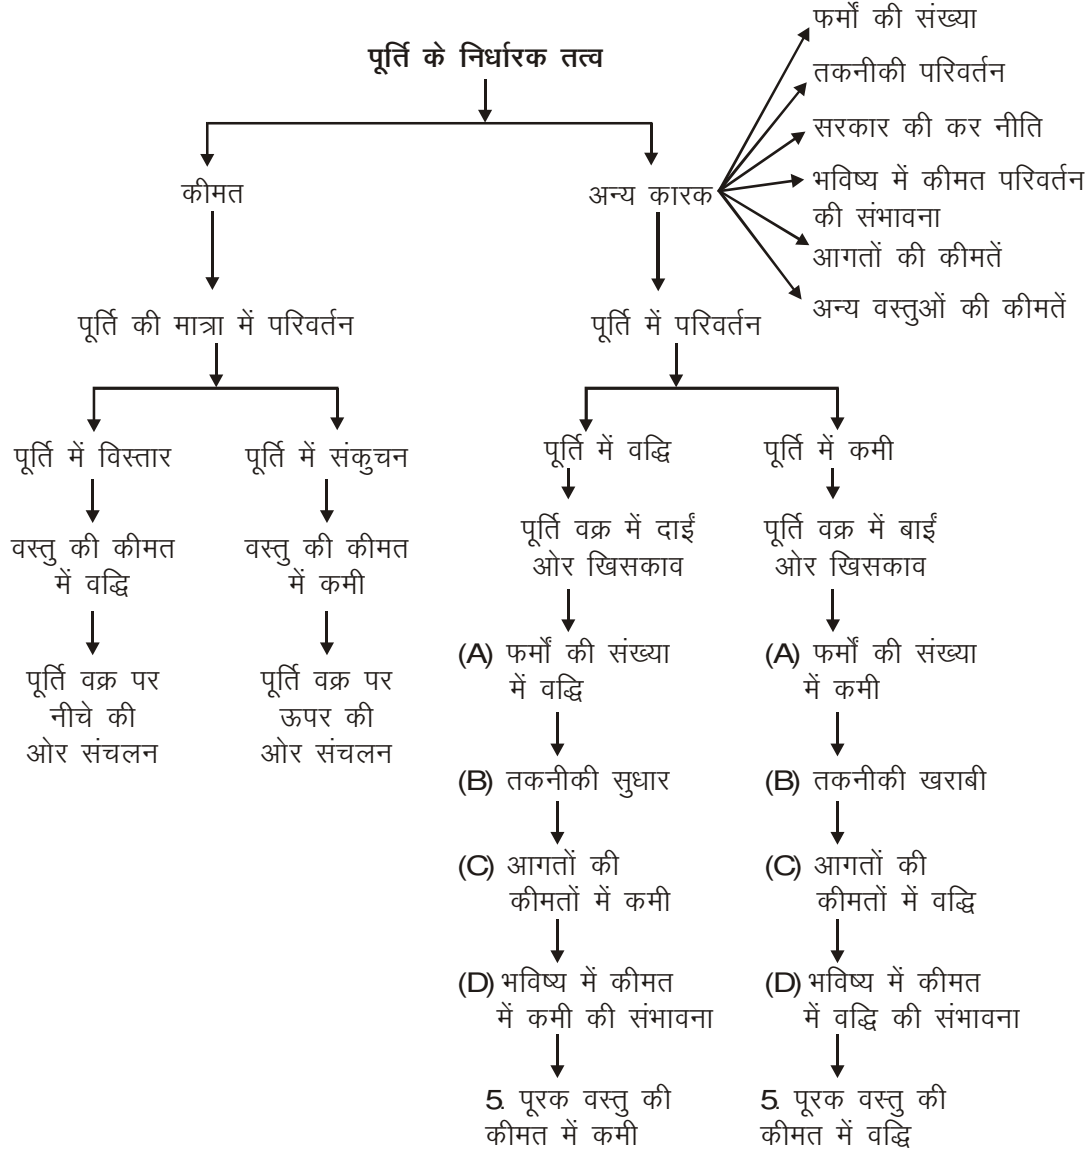 पूर्ति के निर्धारक तत्व
फर्मों की संख्या
तकनीकी परिवर्तन
सरकार की कर नीति
भविष्य में कीमत परिवर्तन
की संभावना
आगतों की कीमतें
अन्य वस्तुओं की कीमतें
कीमत
अन्य कारक
पूर्ति की मात्रा में परिवर्तन
पूर्ति में परिवर्तन
पूर्ति में विस्तार
पूर्ति में संकुचन
पूर्ति में वद्धि
पूर्ति में कमी
वस्तु की कीमत
में वद्धि
वस्तु की कीमत
में कमी
पूर्ति वक्र में दाईं
ओर खिसकाव
पूर्ति वक्र में बाईं
ओर खिसकाव
पूर्ति वक्र पर
नीचे की
ओर संचलन
पूर्ति वक्र पर
ऊपर की
ओर संचलन
(A) फर्मों की संख्या
में वद्धि
(B) तकनीकी सुधार
(C) आगतों की
कीमतों में कमी
(D) भविष्य में कीमत
में कमी की संभावना
5. पूरक वस्तु की
कीमत में कमी
(A) फर्मों की संख्या
में कमी
(B) तकनीकी खराबी
(C) आगतों की
कीमतों में वद्धि
(D) भविष्य में कीमत
में वद्धि की संभावना
5. पूरक वस्तु की
कीमत में वद्धि